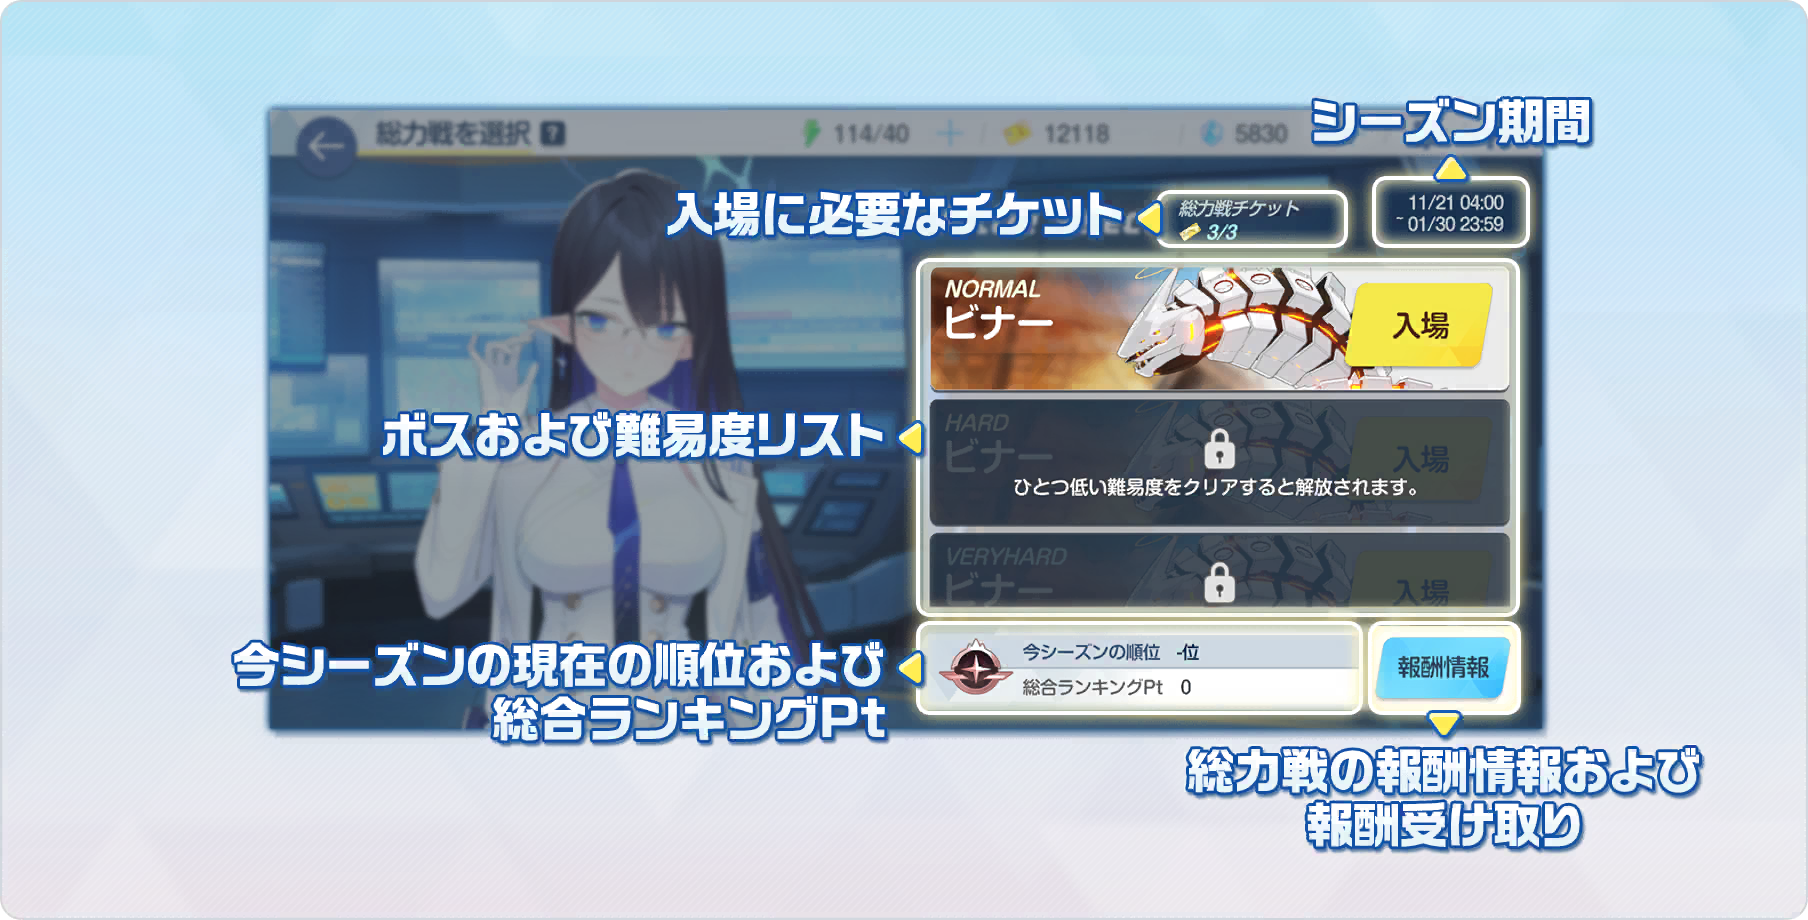 総力戦を選択 ?
114/40
12118
5830
シーズン期間
入場に必要なチケット
総力戦チケット
3/3
11/21 04:00
~ 01/30 23:59
NORMAL
ビナー
入場
ボスおよび難易度リスト
HARD
ビナー
入場
ひとつ低い難易度をクリアすると解放されます。
VERYHARD
ビナー
入場
今シーズンの現在の順位および
総合ランキングPt
今シーズンの順位 -位
総合ランキングPt 0
報酬情報
総力戦の報酬情報および
報酬受け取り